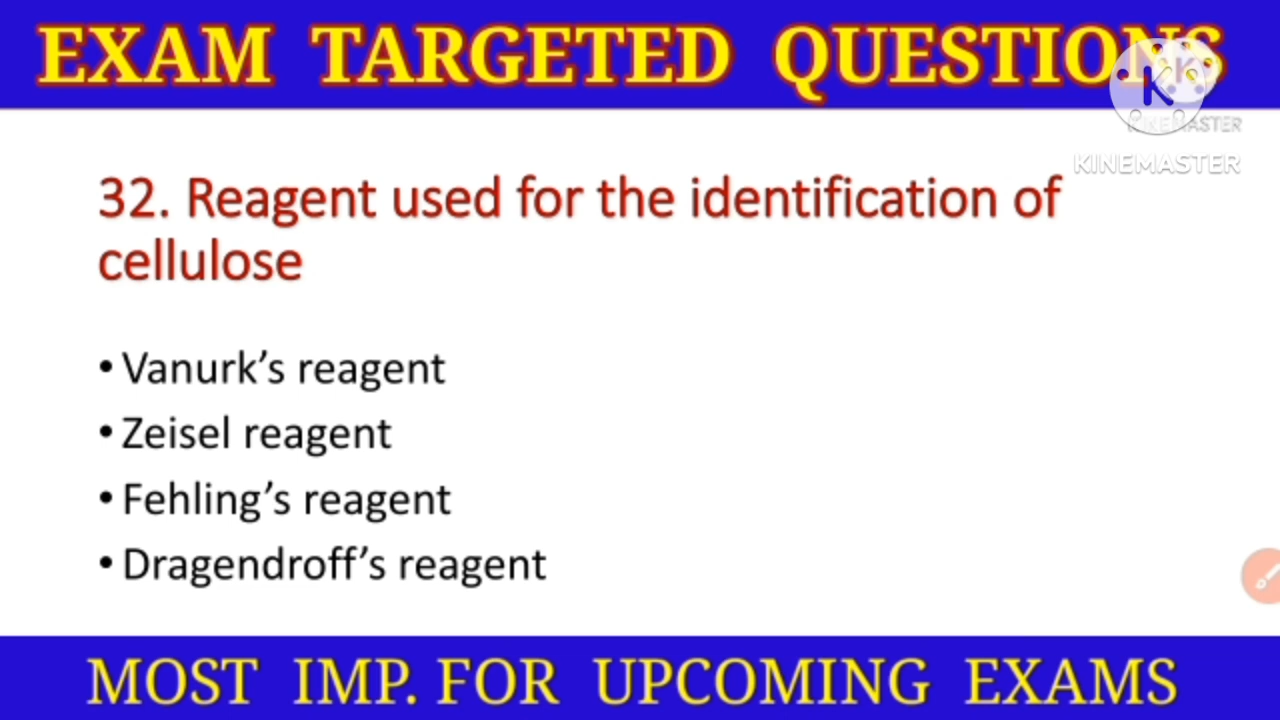 EXAM TARGETED QUESTIONS
K
KINEMASTER
KINEMASTER
32. Reagent used for the identification of
cellulose
• Vanurk’s reagent
• Zeisel reagent
• Fehling’s reagent
• Dragendroff’s reagent
MOST IMP. FOR UPCOMING EXAMS